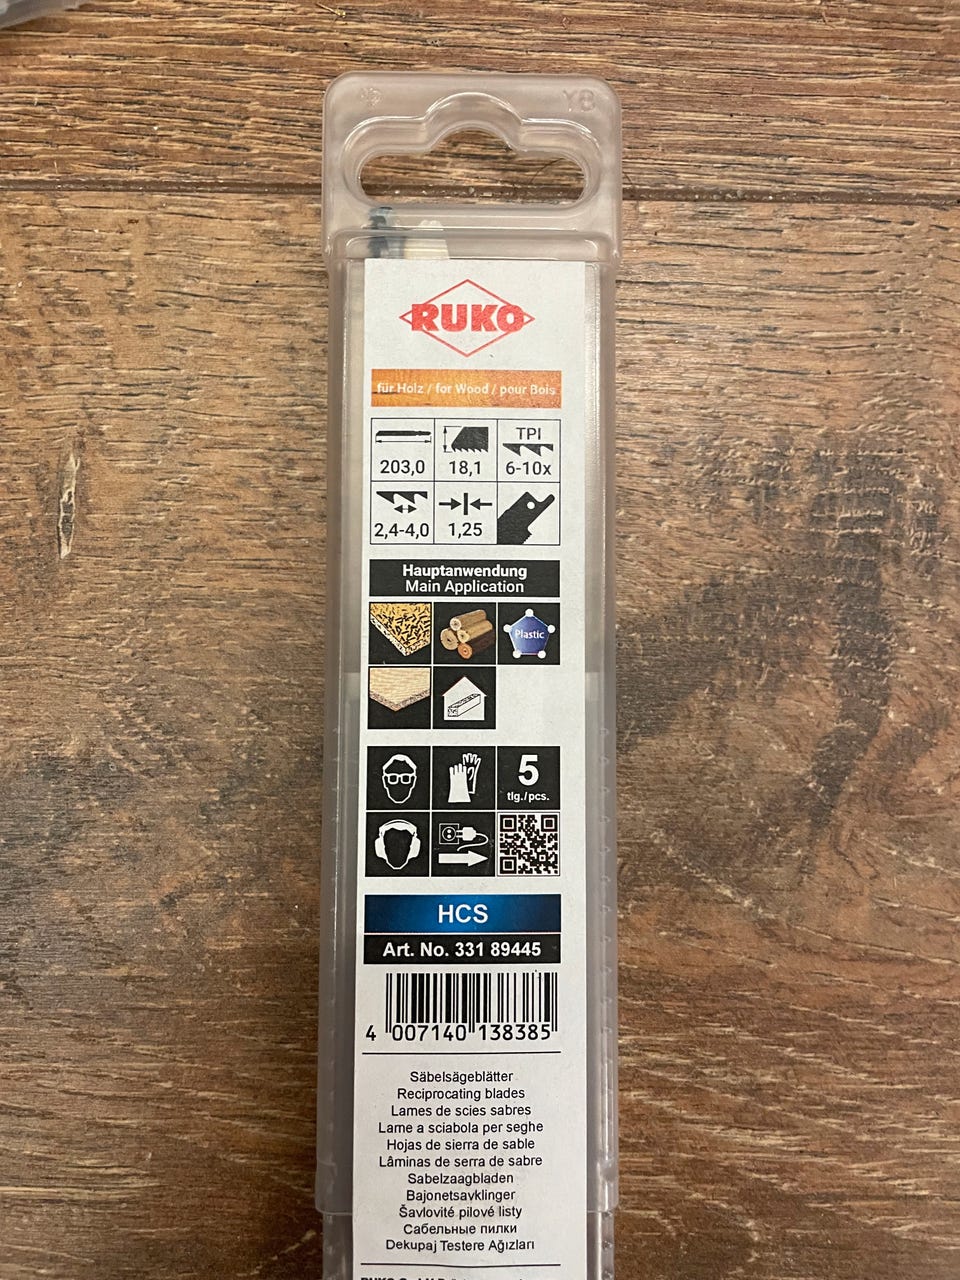 Y8
RUKO
für Holz / for Wood / pour Bois
TPI
203,0
18,1
6-10x
2,4-4,0
1,25
Hauptanwendung
Main Application
Plastic
5
tlg./pcs.
HCS
Art. No. 331 89445
4 007140 138385
Säbelsägeblätter
Reciprocating blades
Lames de scies sabres
Lame a sciabola per seghe
Hojas de sierra de sable
Lâminas de serra de sabre
Sabelzaagbladen
Bajonetsavklinger
Šavlovité pilové listy
Сабельные пилки
Dekupaj Testere Ağızları